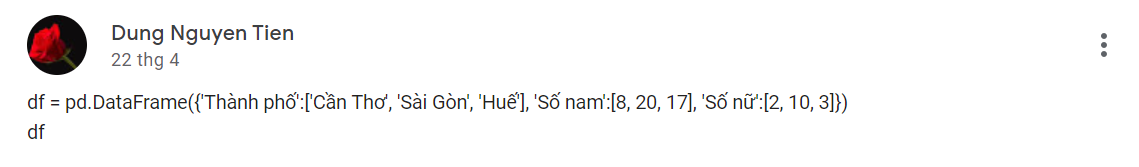 Dung Nguyen Tien
22 thg 4
df = pd.DataFrame({'Thành phố':['Cần Thơ', 'Sài Gòn', 'Huế'], 'Số nam':[8, 20, 17], 'Số nữ':[2, 10, 3]})
df